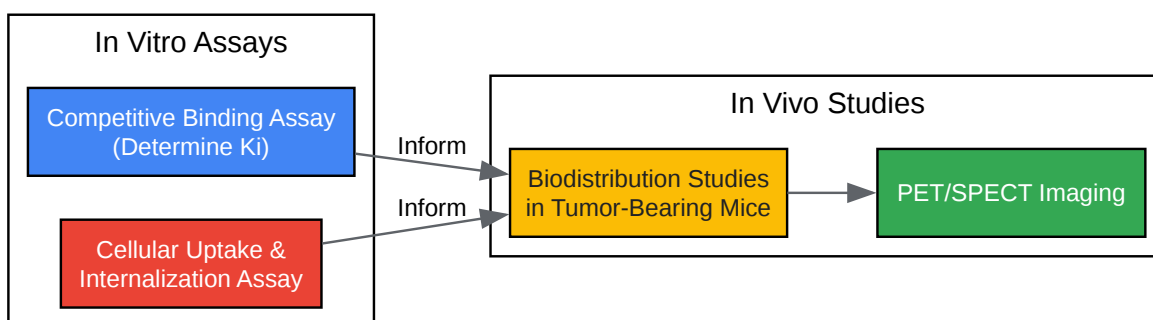 In Vitro Assays
Competitive Binding Assay
(Determine Ki)
Cellular Uptake &
Internalization Assay
Inform
Inform
In Vivo Studies
Biodistribution Studies
in Tumor-Bearing Mice
PET/SPECT Imaging